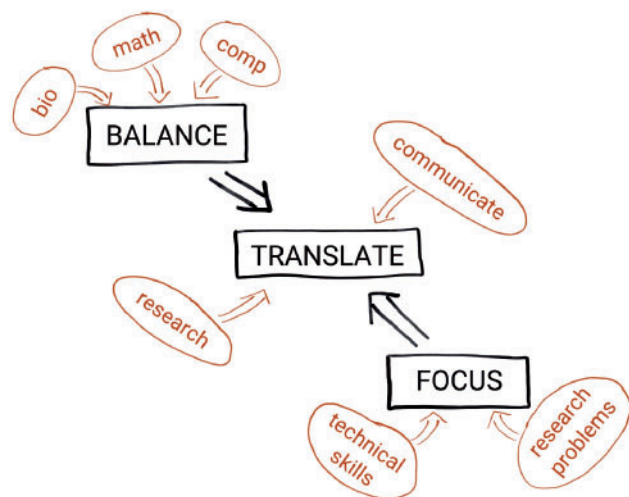 math
comp
bio
BALANCE
communicate
TRANSLATE
research
FOCUS
technical
skills
research
problems